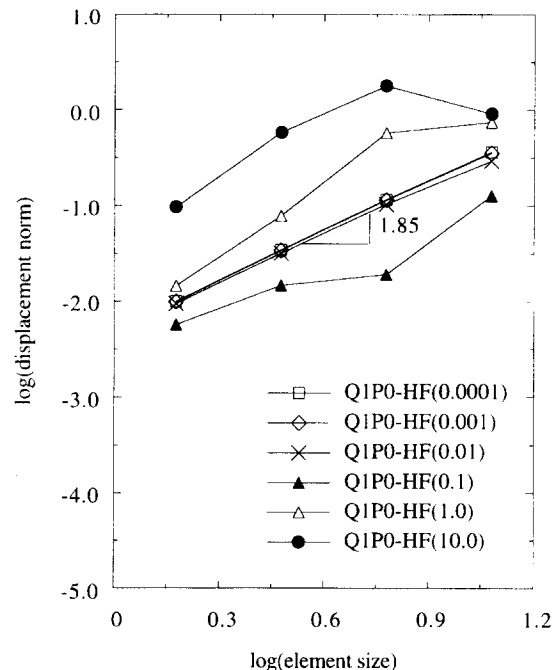 log(displacement norm)
1.0
0.0
-1.0
-2.0
-3.0
-4.0
-5.0
1.85
Q1P0-HF(0.0001)
Q1P0-HF(0.001)
Q1P0-HF(0.01)
Q1P0-HF(0.1)
Q1P0-HF(1.0)
Q1P0-HF(10.0)
0 0.3 0.6 0.9 1.2
log(element size)